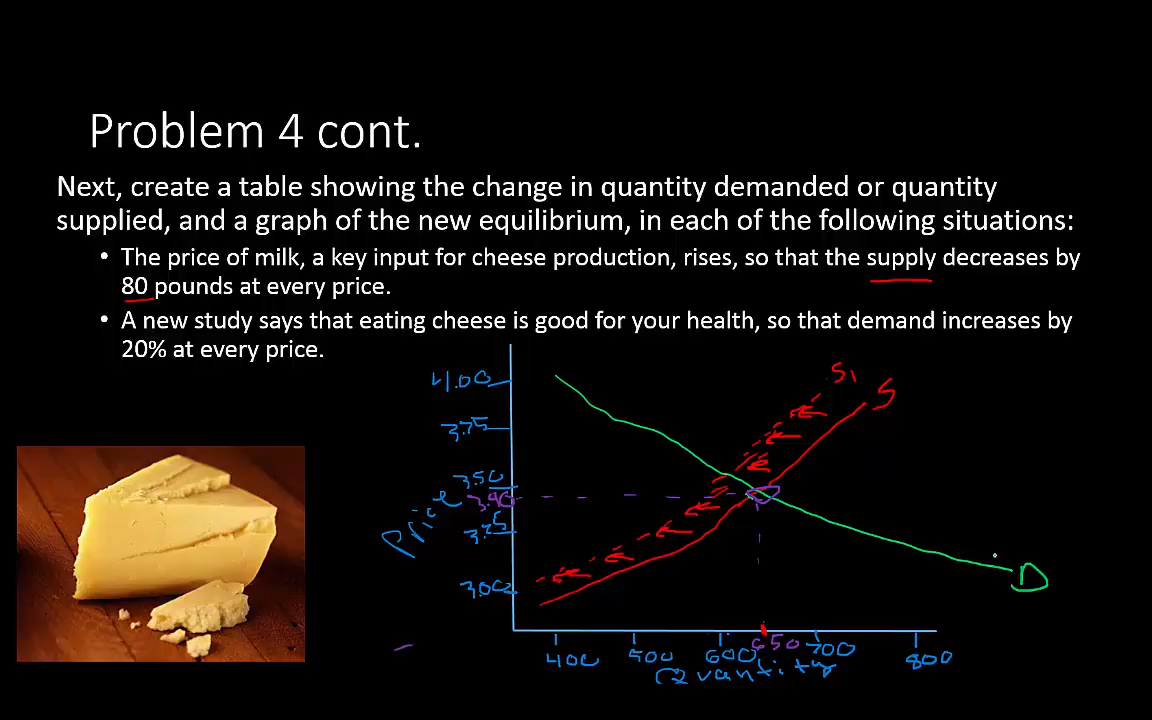 Problem 4 cont.
Next, create a table showing the change in quantity demanded or quantity
supplied, and a graph of the new equilibrium, in each of the following situations:
• The price of milk, a key input for cheese production, rises, so that the supply decreases by
80 pounds at every price.
• A new study says that eating cheese is good for your health, so that demand increases by
20% at every price.
4.00
S1
S
3.75
3.50
3.40
Price
3.25
3.00
D
400 500 600 650 700 800
Quantity